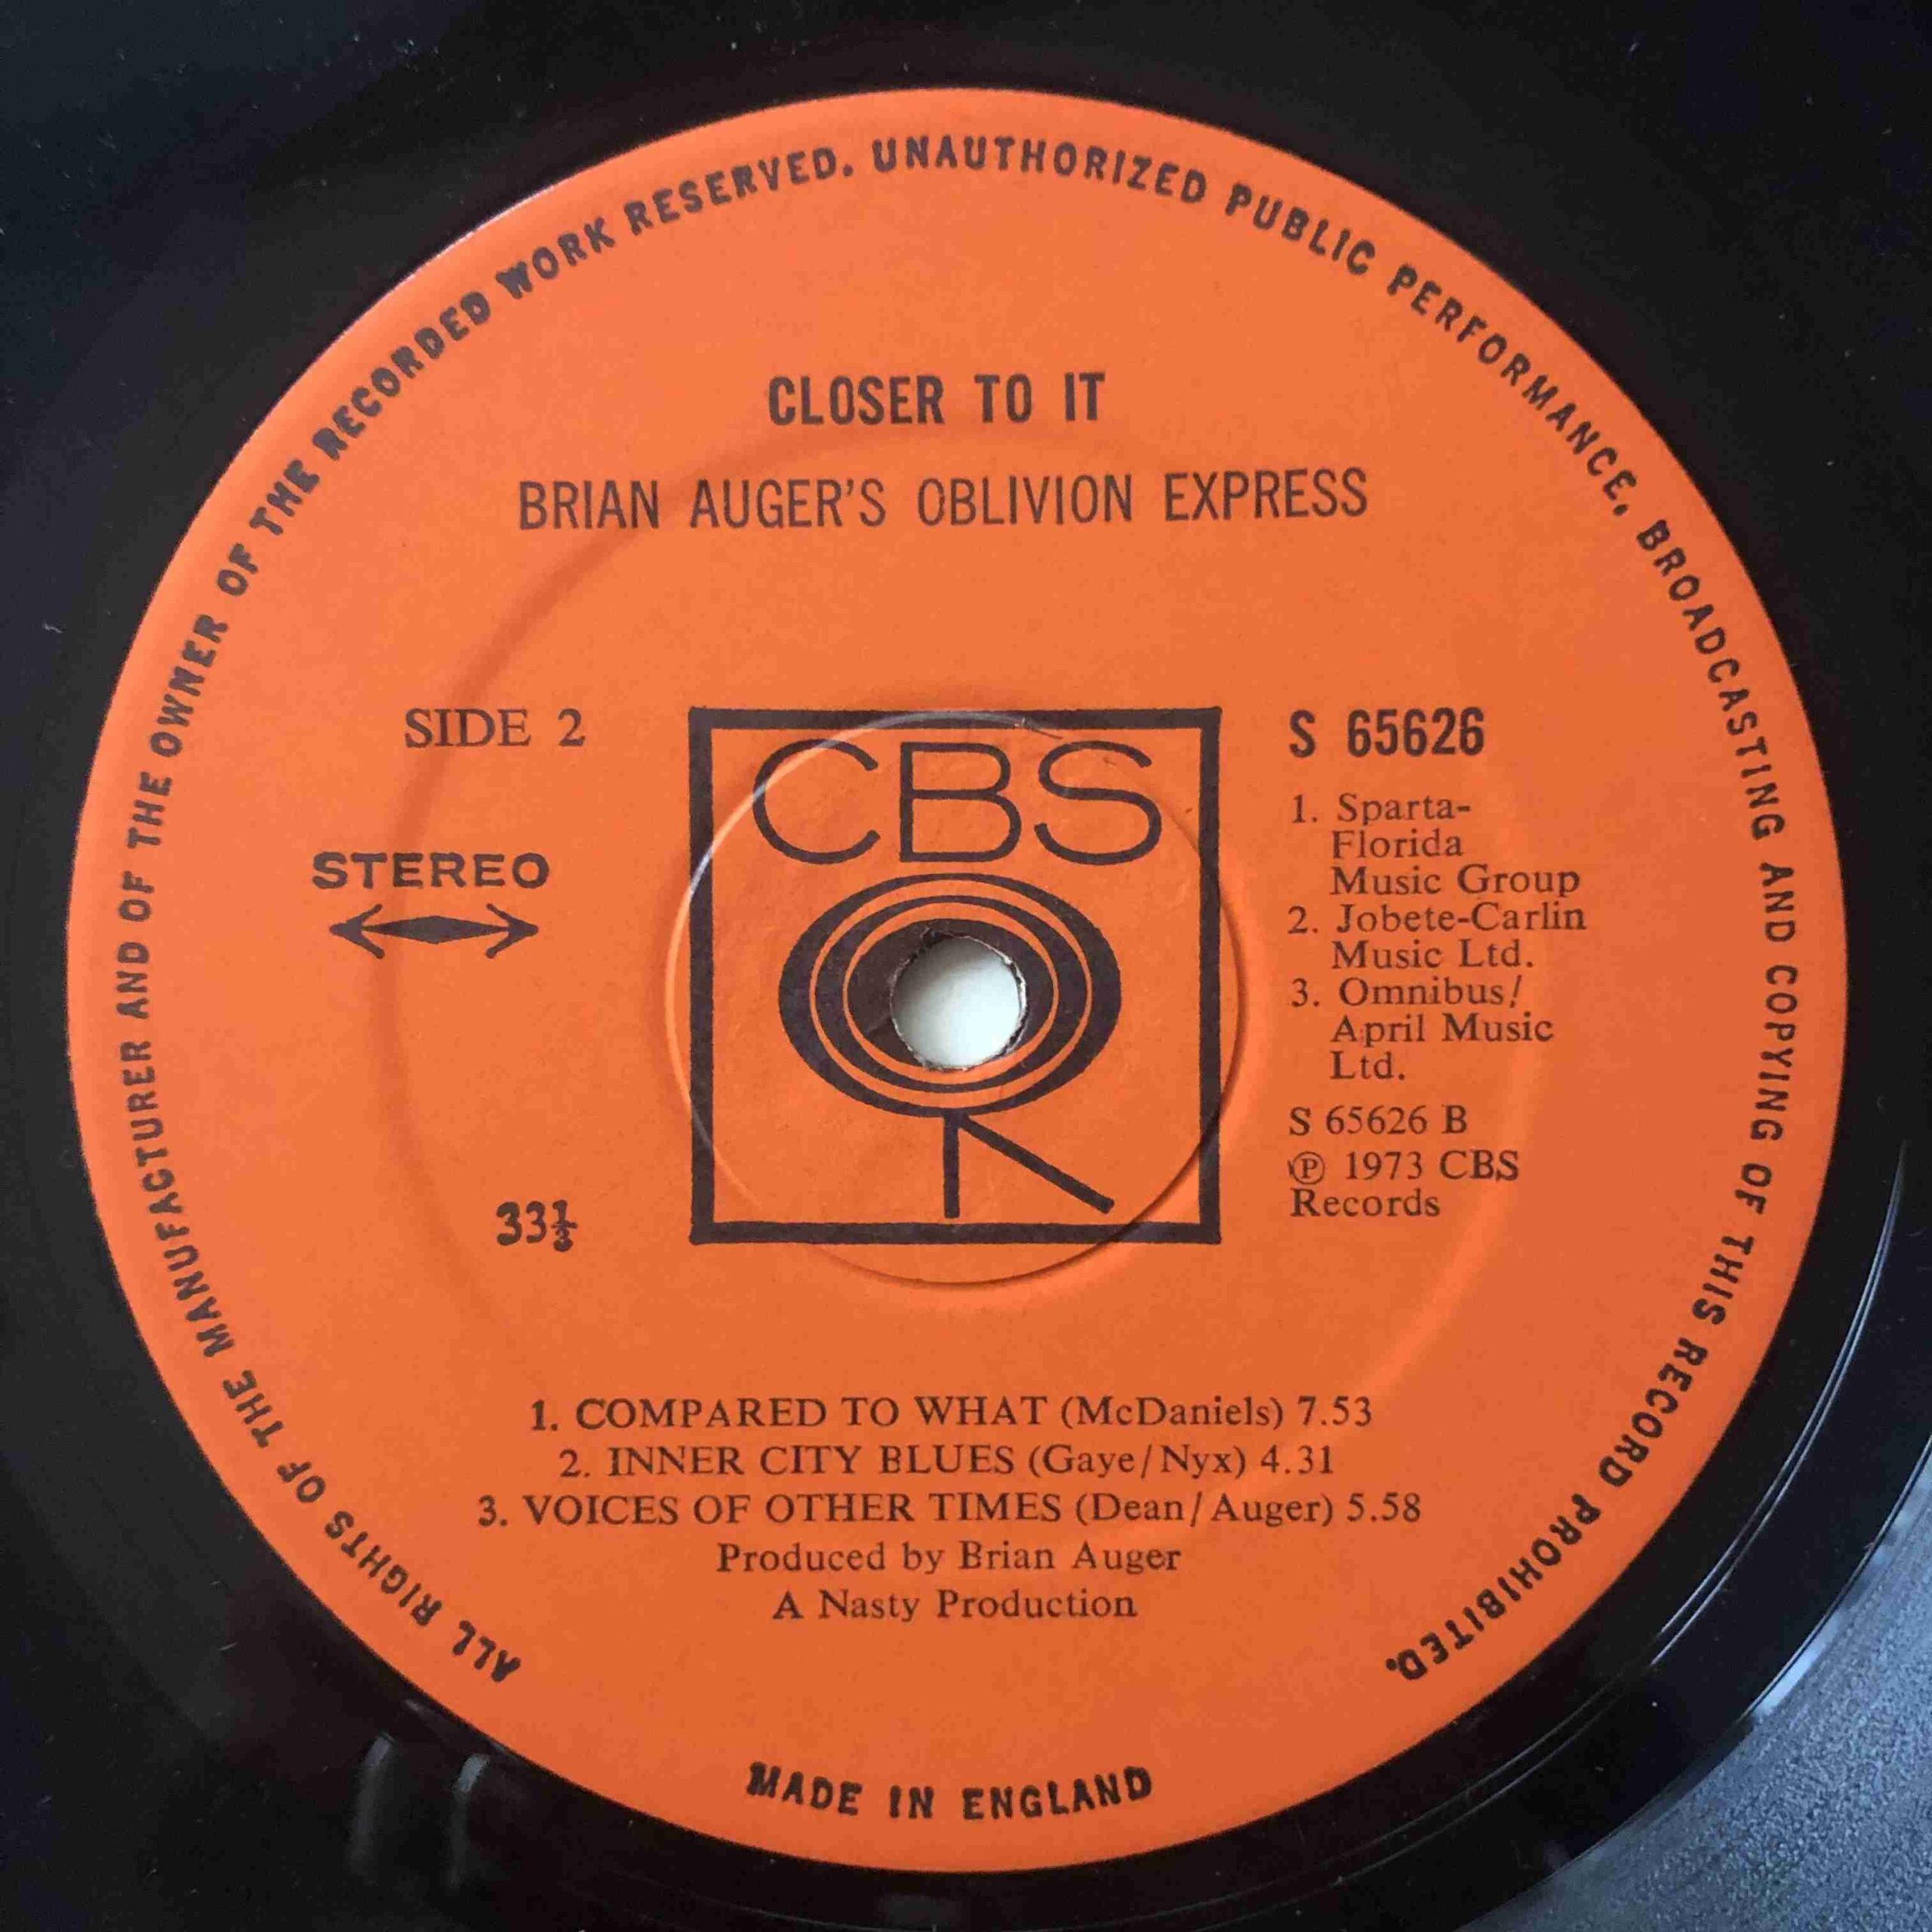 ALL RIGHTS OF THE MANUFACTURER AND OF THE OWNER OF THE RECORDED WORK RESERVED. UNAUTHORIZED PUBLIC PERFORMANCE, BROADCASTING AND COPYING OF THIS RECORD PROHIBITED.
CLOSER TO IT
BRIAN AUGER'S OBLIVION EXPRESS
SIDE 2
STEREO
33⅓
CBS
S 65626
1. Sparta-
Florida
Music Group
2. Jobete-Carlin
Music Ltd.
3. Omnibus/
April Music
Ltd.
S 65626 B
℗ 1973 CBS
Records
1. COMPARED TO WHAT (McDaniels) 7.53
2. INNER CITY BLUES (Gaye/Nyx) 4.31
3. VOICES OF OTHER TIMES (Dean/Auger) 5.58
Produced by Brian Auger
A Nasty Production
MADE IN ENGLAND